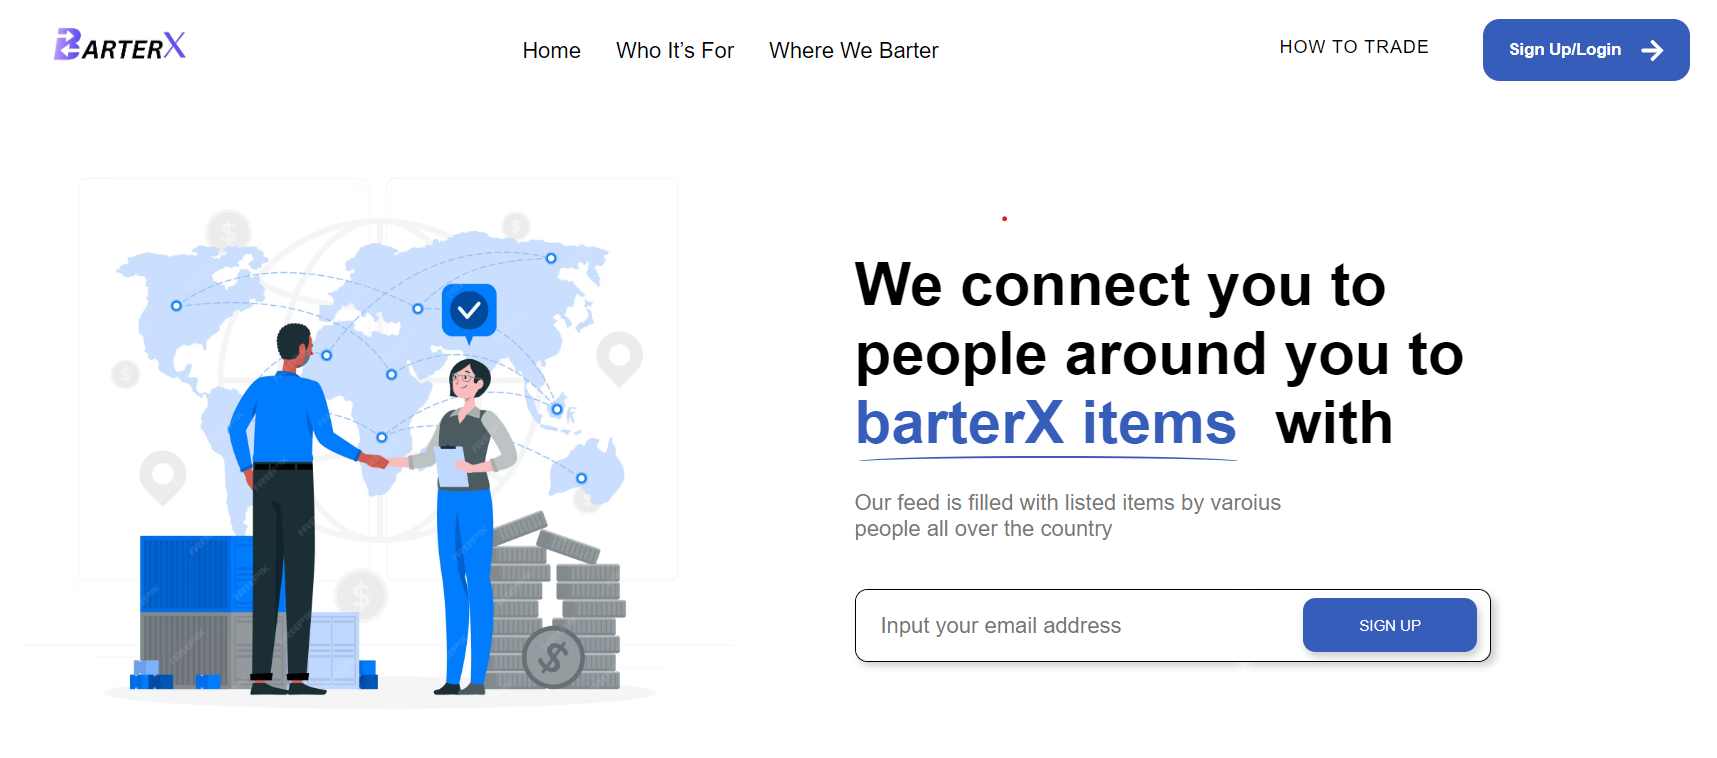 BARTERX
Home Who It’s For Where We Barter
HOW TO TRADE
Sign Up/Login
We connect you to
people around you to
barterX items with
Our feed is filled with listed items by varoius
people all over the country
Input your email address
SIGN UP